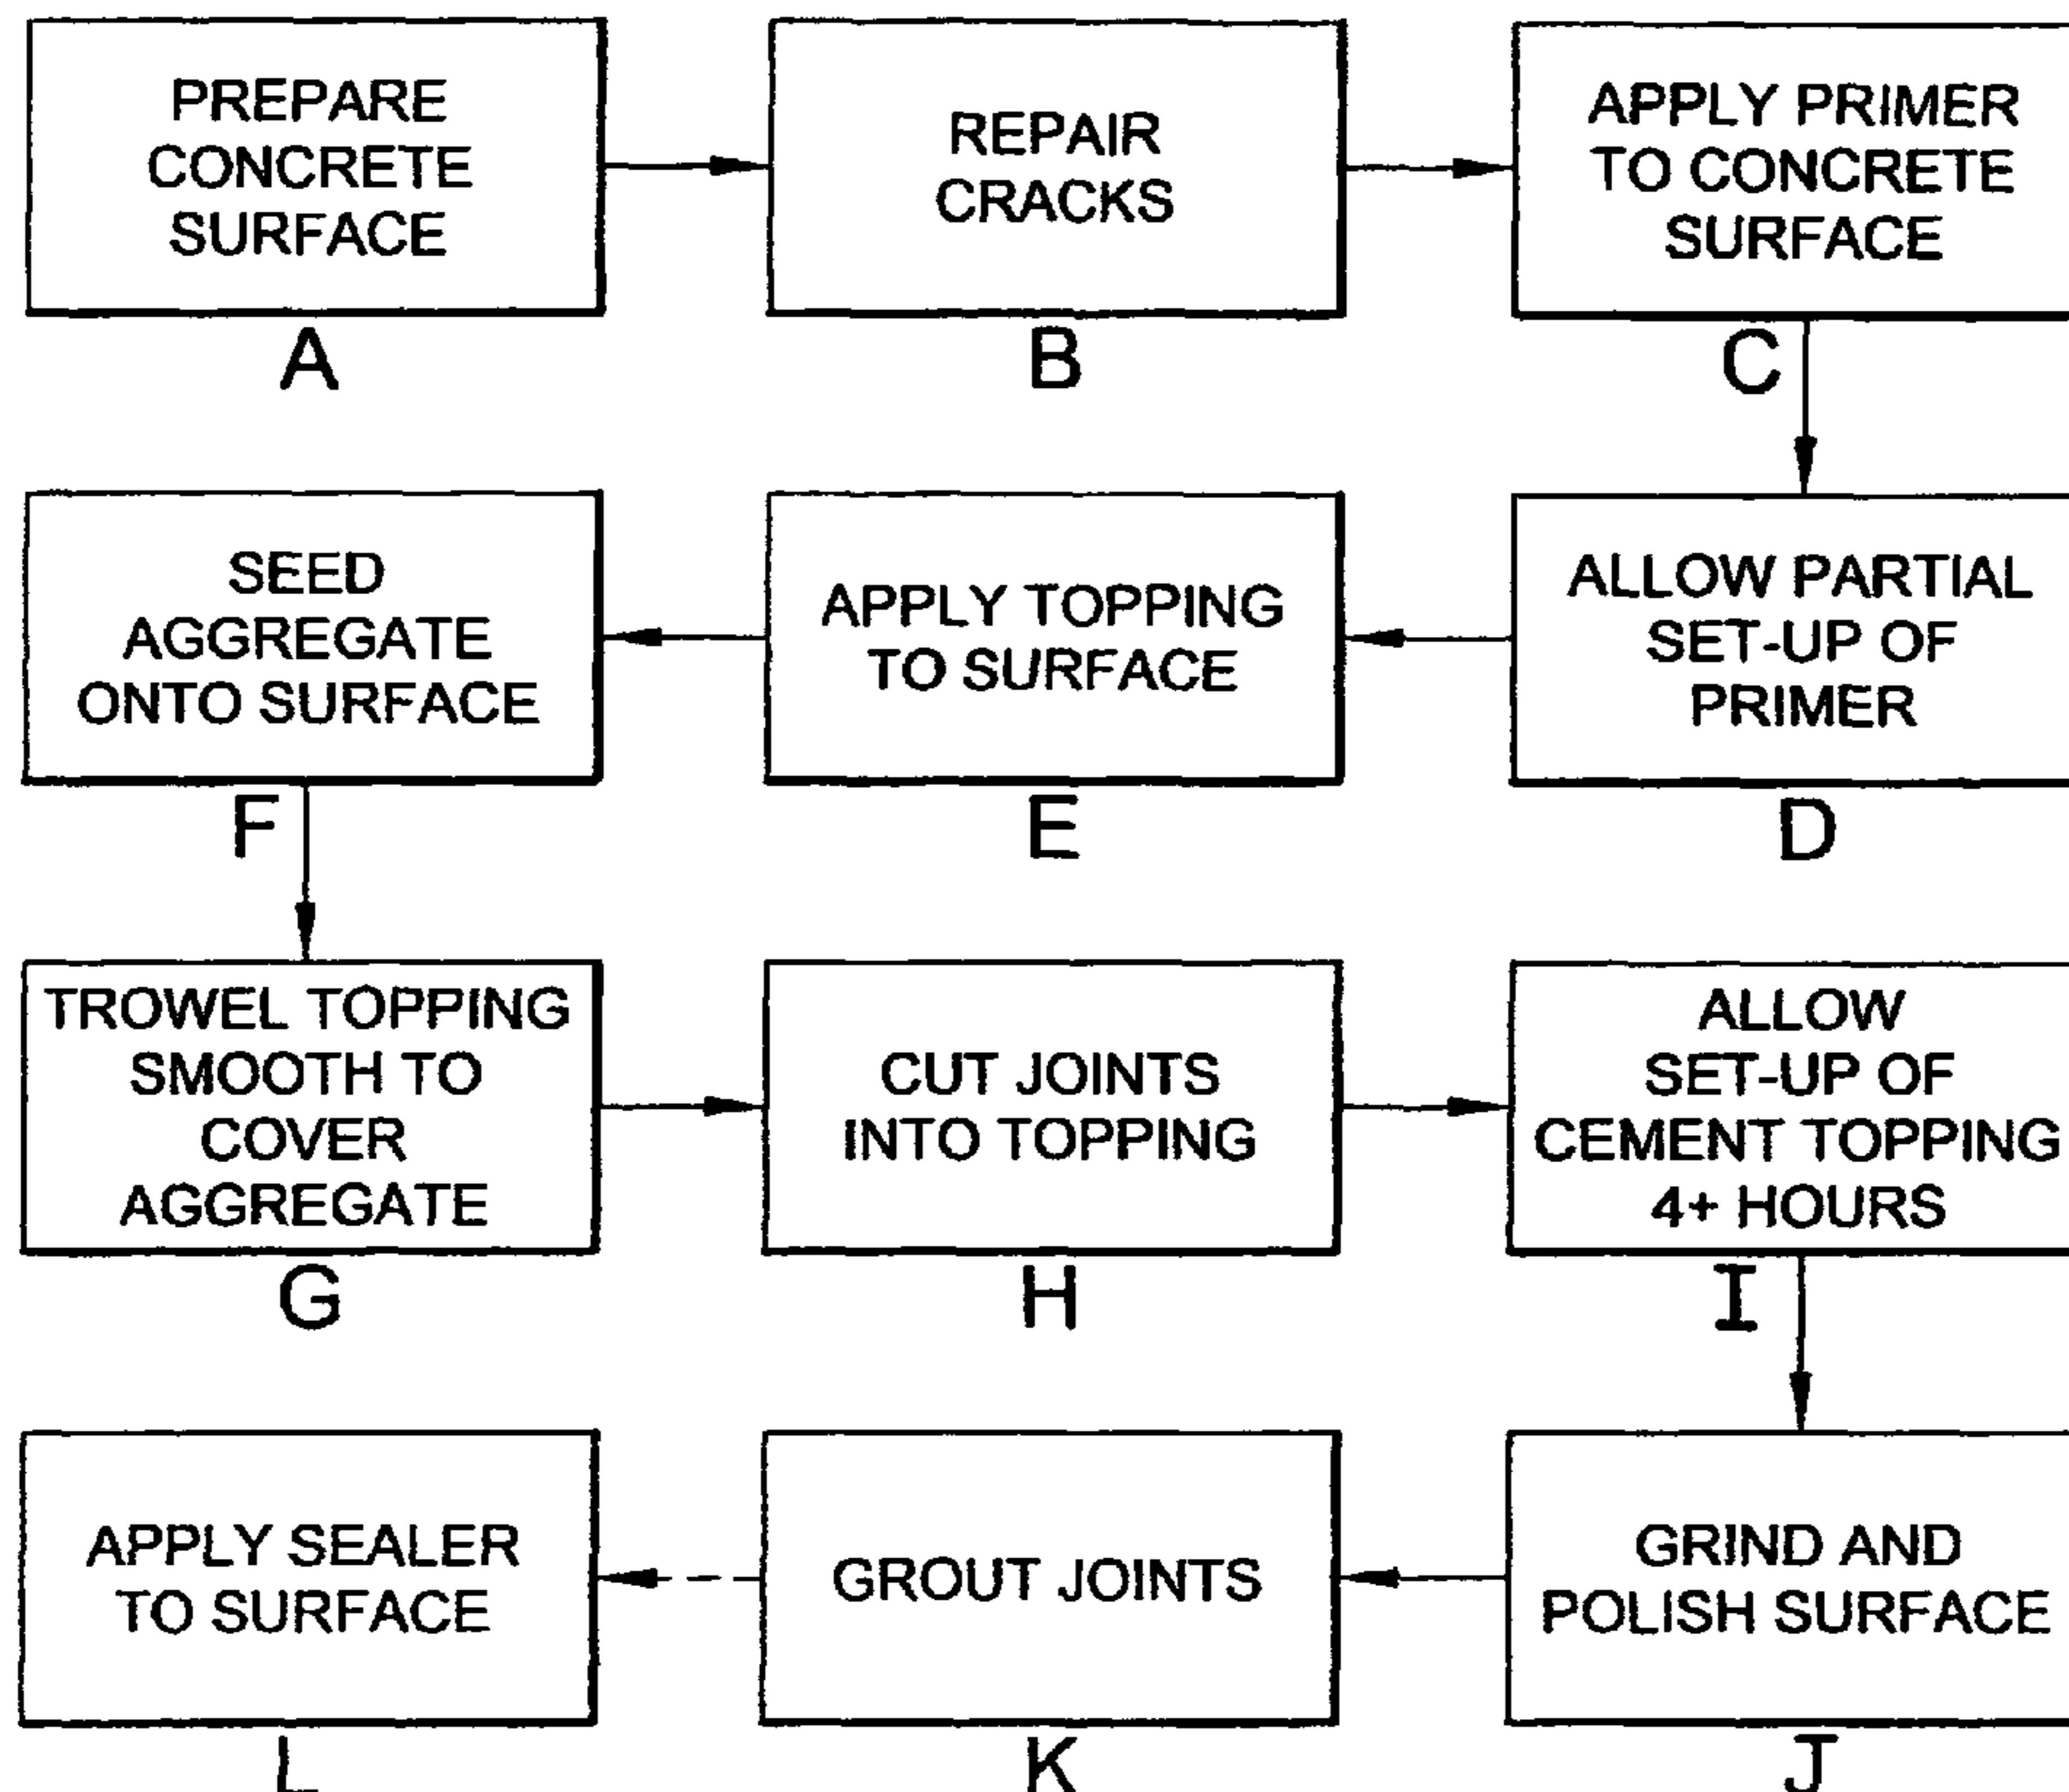 PREPARE
CONCRETE
SURFACE
A
REPAIR
CRACKS
B
APPLY PRIMER
TO CONCRETE
SURFACE
C
ALLOW PARTIAL
SET-UP OF
PRIMER
D
APPLY TOPPING
TO SURFACE
E
SEED
AGGREGATE
ONTO SURFACE
F
TROWEL TOPPING
SMOOTH TO
COVER
AGGREGATE
G
CUT JOINTS
INTO TOPPING
H
ALLOW
SET-UP OF
CEMENT TOPPING
4+ HOURS
I
GRIND AND
POLISH SURFACE
J
GROUT JOINTS
K
APPLY SEALER
TO SURFACE
L